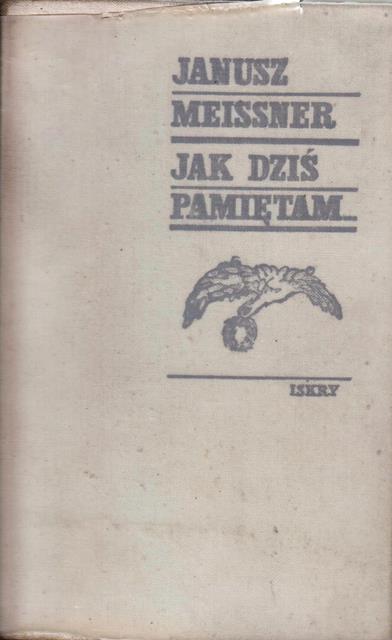 JANUSZ
MEISSNER
JAK DZIŚ
PAMIĘTAM...
ISKRY